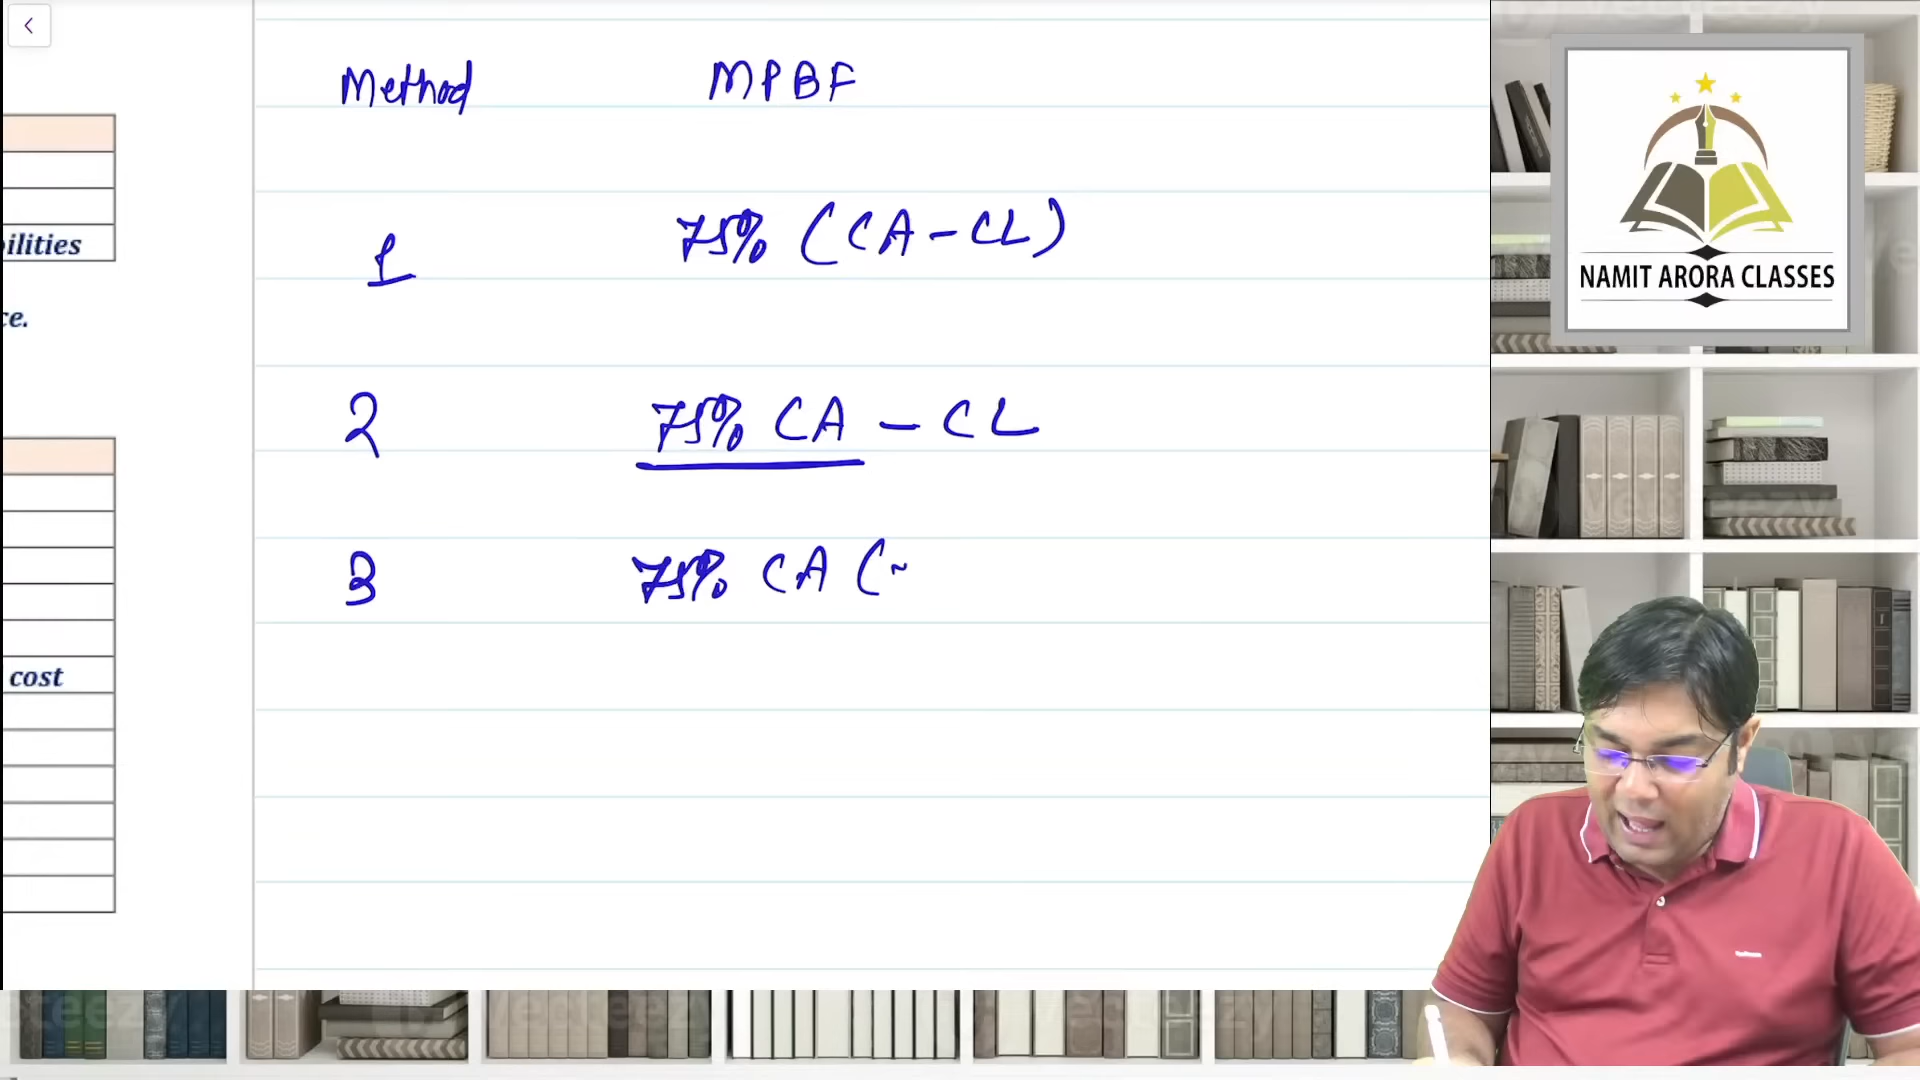 Method MPBF
1 75% (CA - CL)
2 75% CA - CL
3 75% CA (~
ilities
ce.
cost
NAMIT ARORA CLASSES